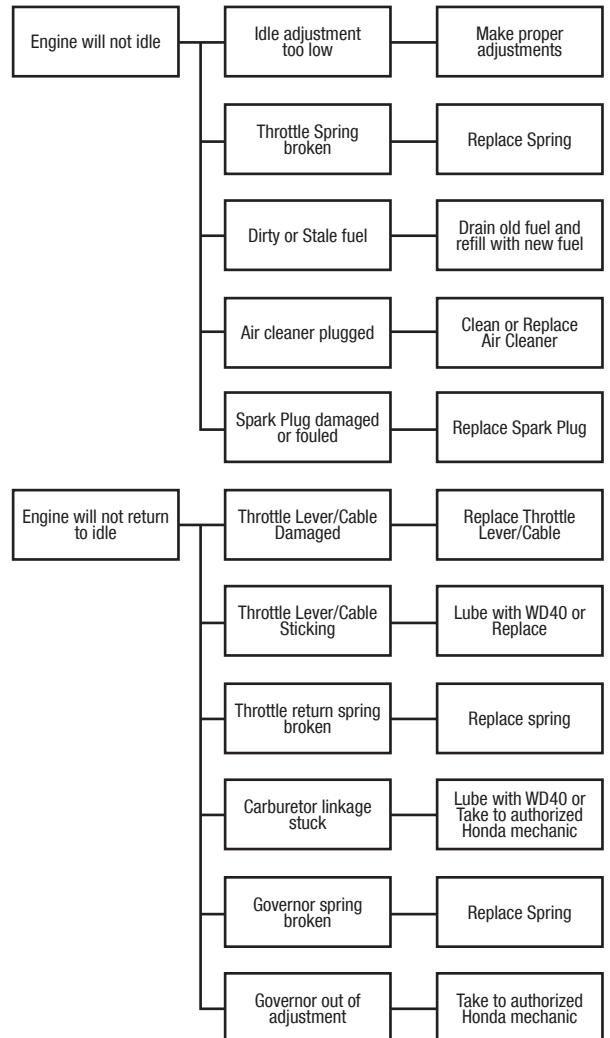 Engine will not idle
Idle adjustment
too low
Make proper
adjustments
Throttle Spring
broken
Replace Spring
Dirty or Stale fuel
Drain old fuel and
refill with new fuel
Air cleaner plugged
Clean or Replace
Air Cleaner
Spark Plug damaged
or fouled
Replace Spark Plug
Engine will not return
to idle
Throttle Lever/Cable
Damaged
Replace Throttle
Lever/Cable
Throttle Lever/Cable
Sticking
Lube with WD40 or
Replace
Throttle return spring
broken
Replace spring
Carburetor linkage
stuck
Lube with WD40 or
Take to authorized
Honda mechanic
Governor spring
broken
Replace Spring
Governor out of
adjustment
Take to authorized
Honda mechanic